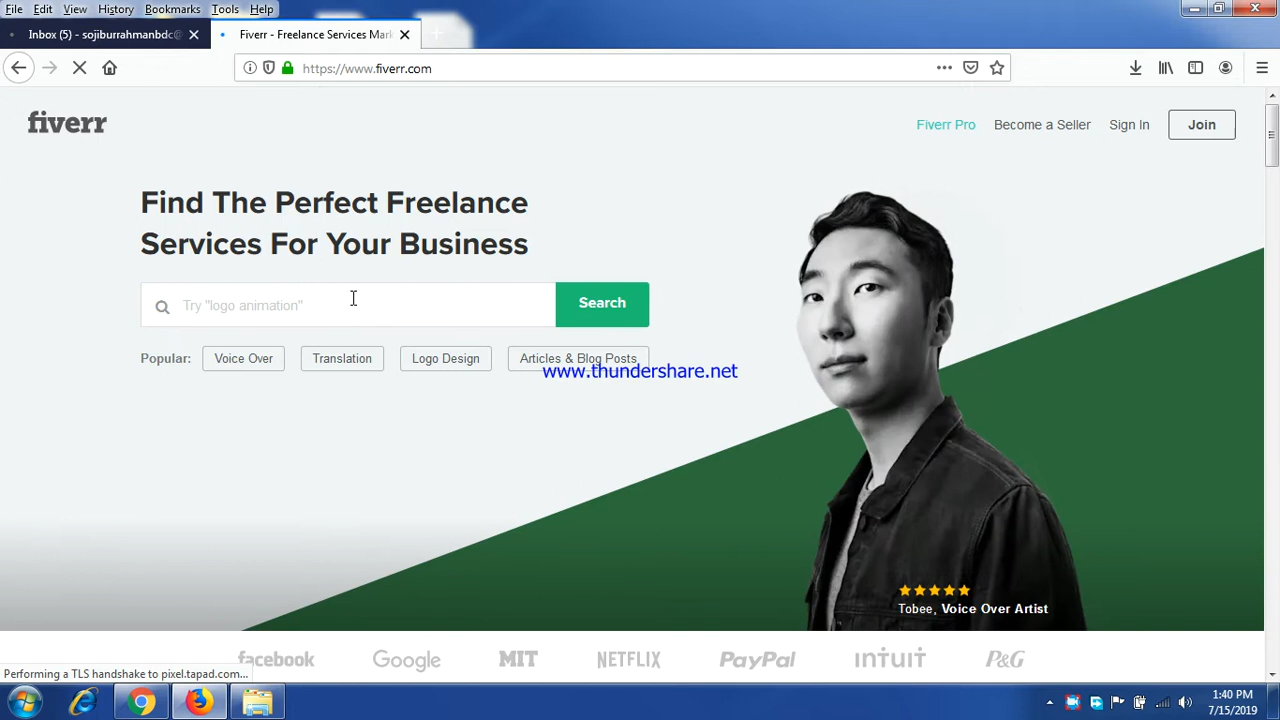 File Edit View History Bookmarks Tools Help
Inbox (5) - sojiburrahmanbdc@
Fiverr - Freelance Services Mark
https://www.fiverr.com
fiverr
Fiverr Pro Become a Seller Sign In Join
Find The Perfect Freelance
Services For Your Business
Try "logo animation"
Search
Popular: Voice Over Translation Logo Design Articles & Blog Posts
www.thundershare.net
Tobee, Voice Over Artist
facebook Google MIT NETFLIX PayPal intuit P&G
Performing a TLS handshake to pixel.tapad.com...
1:40 PM
7/15/2019